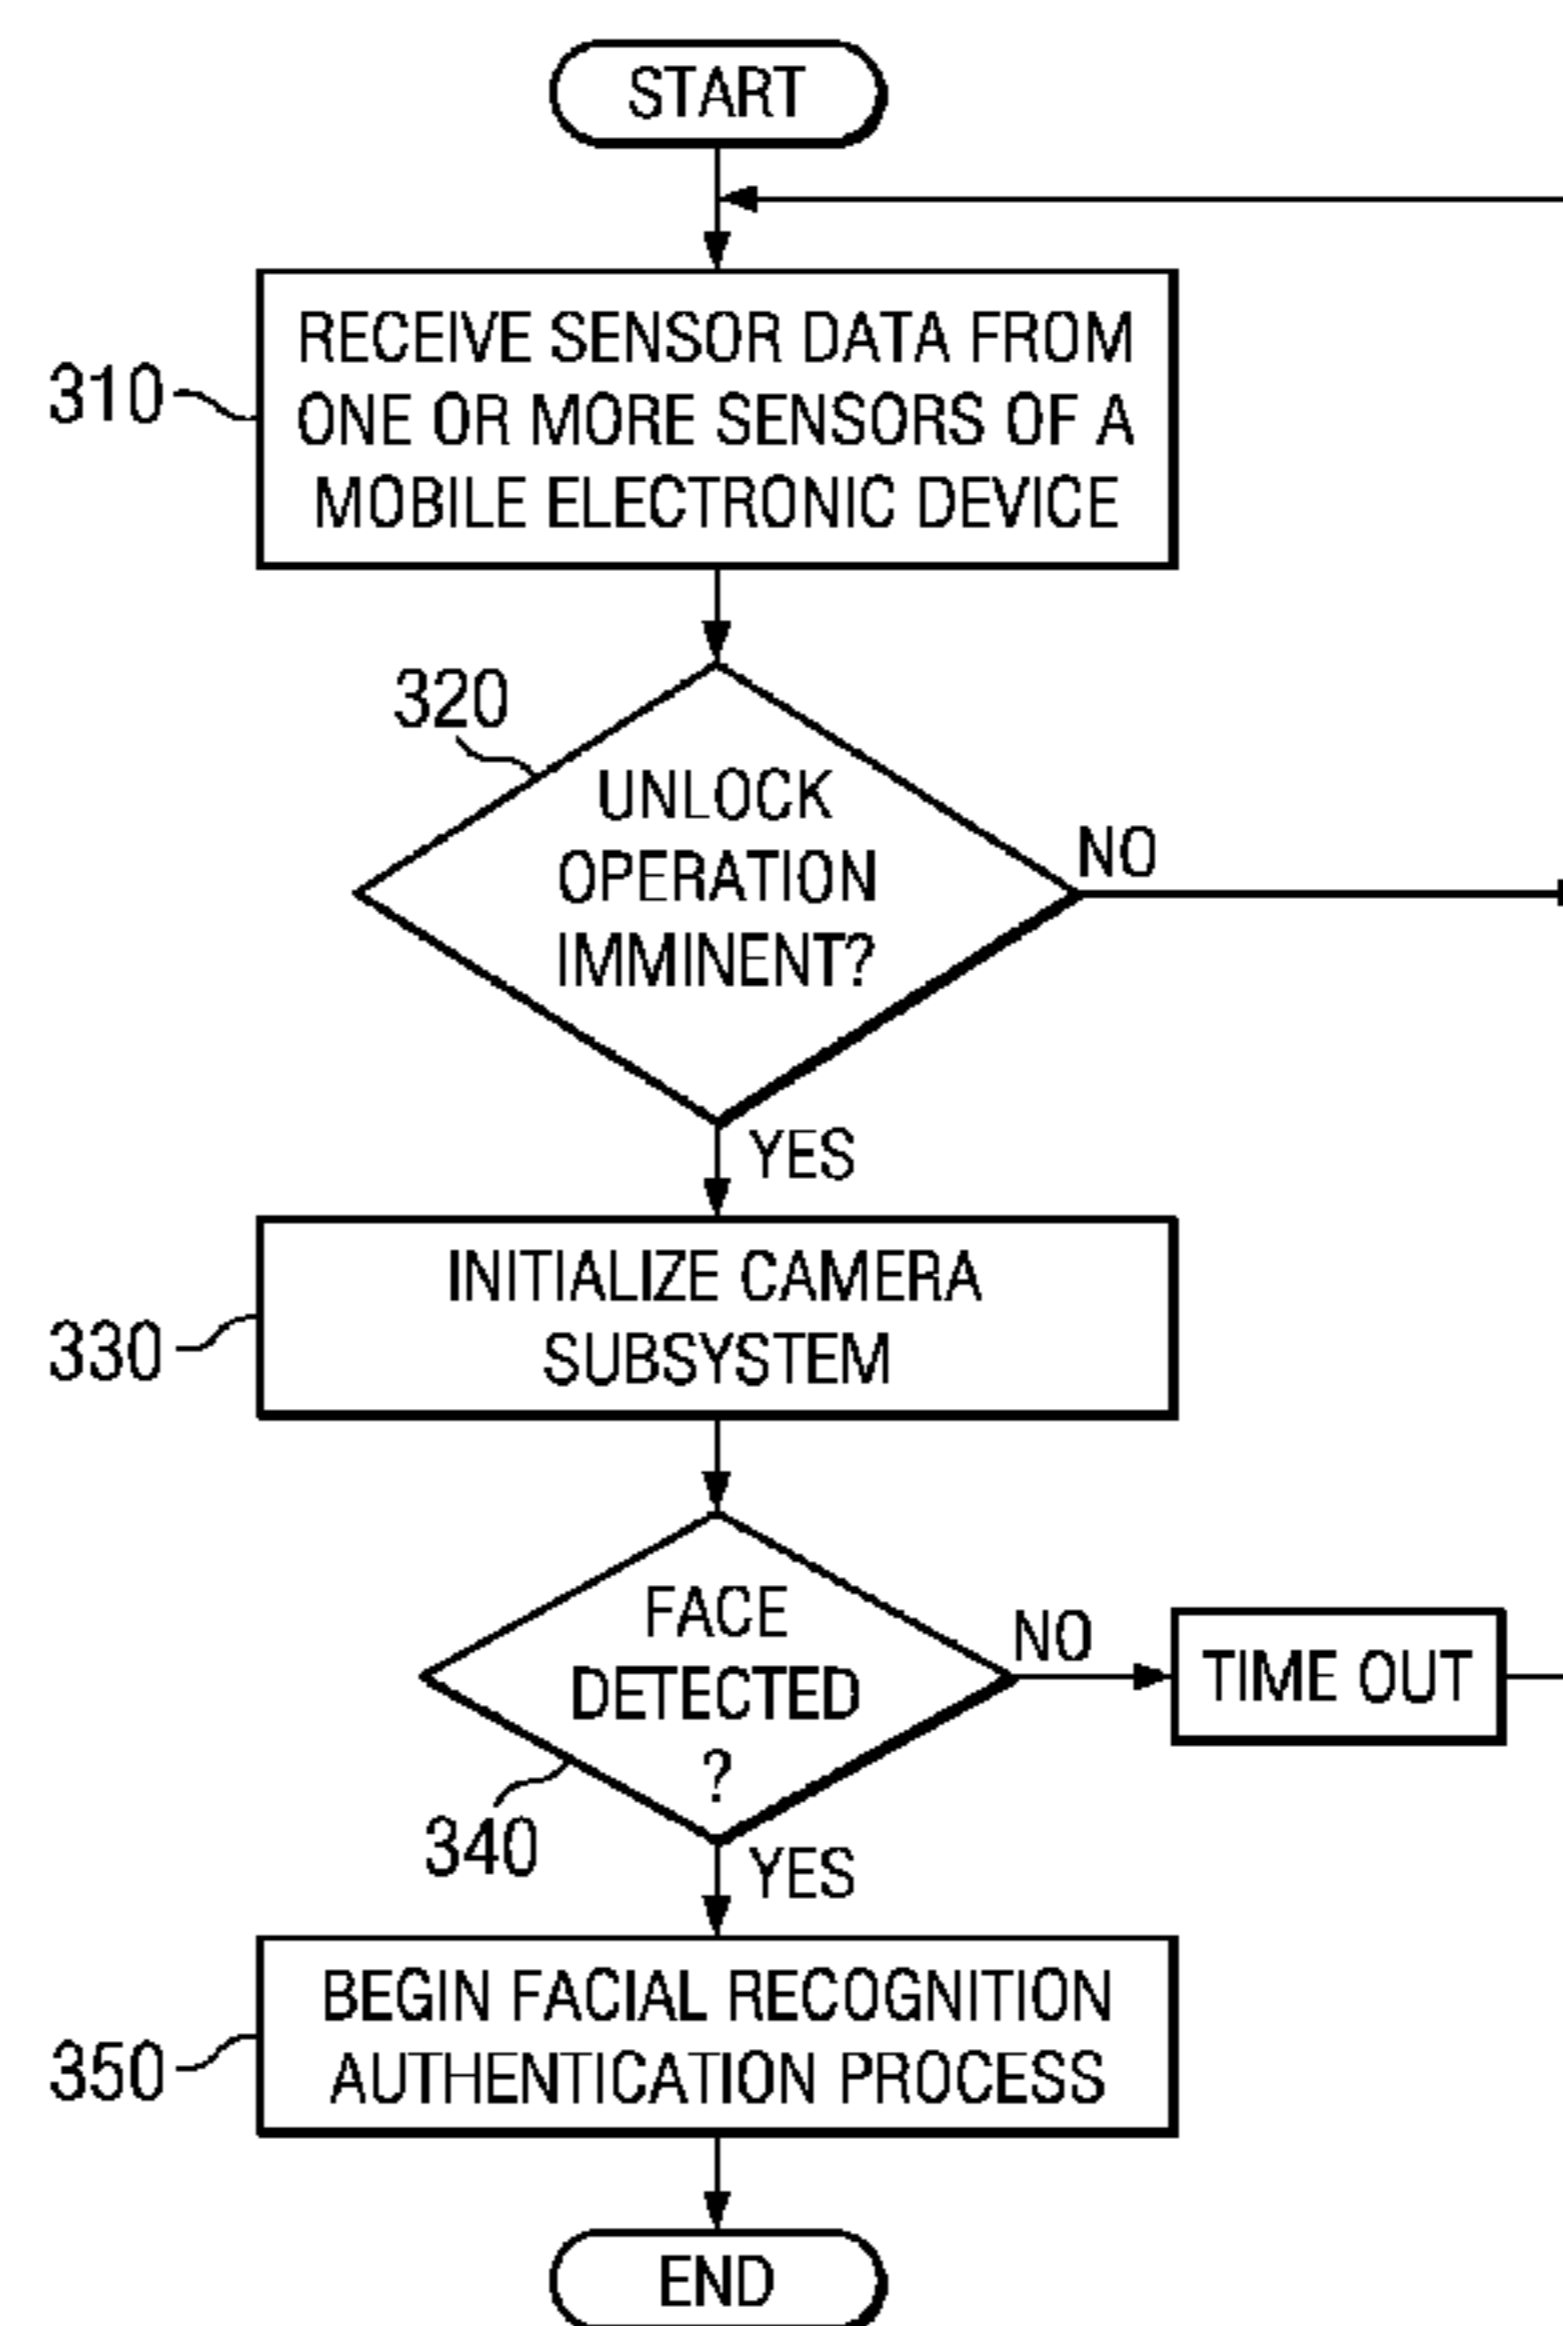 START
RECEIVE SENSOR DATA FROM
ONE OR MORE SENSORS OF A
MOBILE ELECTRONIC DEVICE
310
320
UNLOCK
OPERATION
IMMINENT?
NO
YES
INITIALIZE CAMERA
SUBSYSTEM
330
FACE
DETECTED
?
NO
TIME OUT
340
YES
BEGIN FACIAL RECOGNITION
AUTHENTICATION PROCESS
350
END